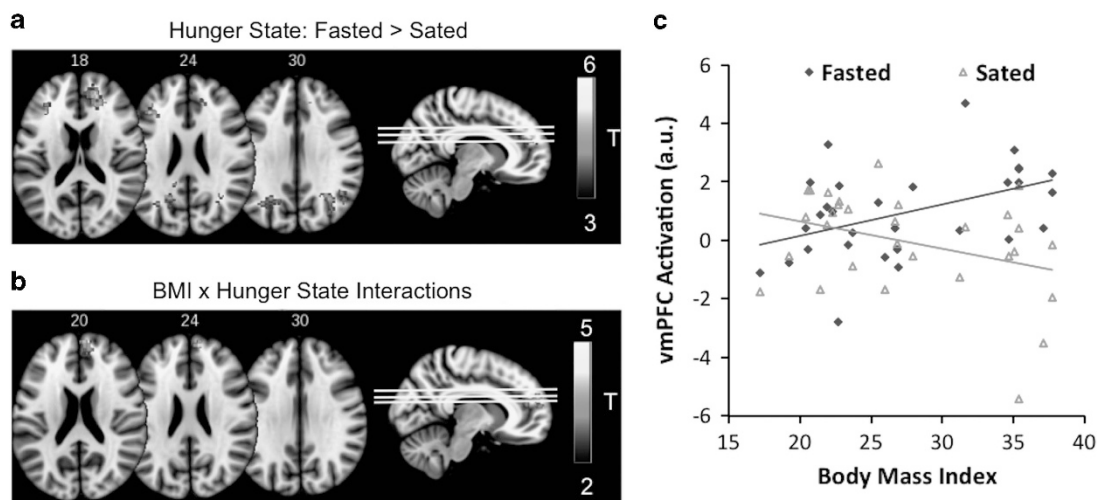 a
Hunger State: Fasted > Sated
18 24 30
6
T
3
b
BMI x Hunger State Interactions
20 24 30
5
T
2
c
Fasted Sated
vmPFC Activation (a.u.)
6
4
2
0
-2
-4
-6
15 20 25 30 35 40
Body Mass Index